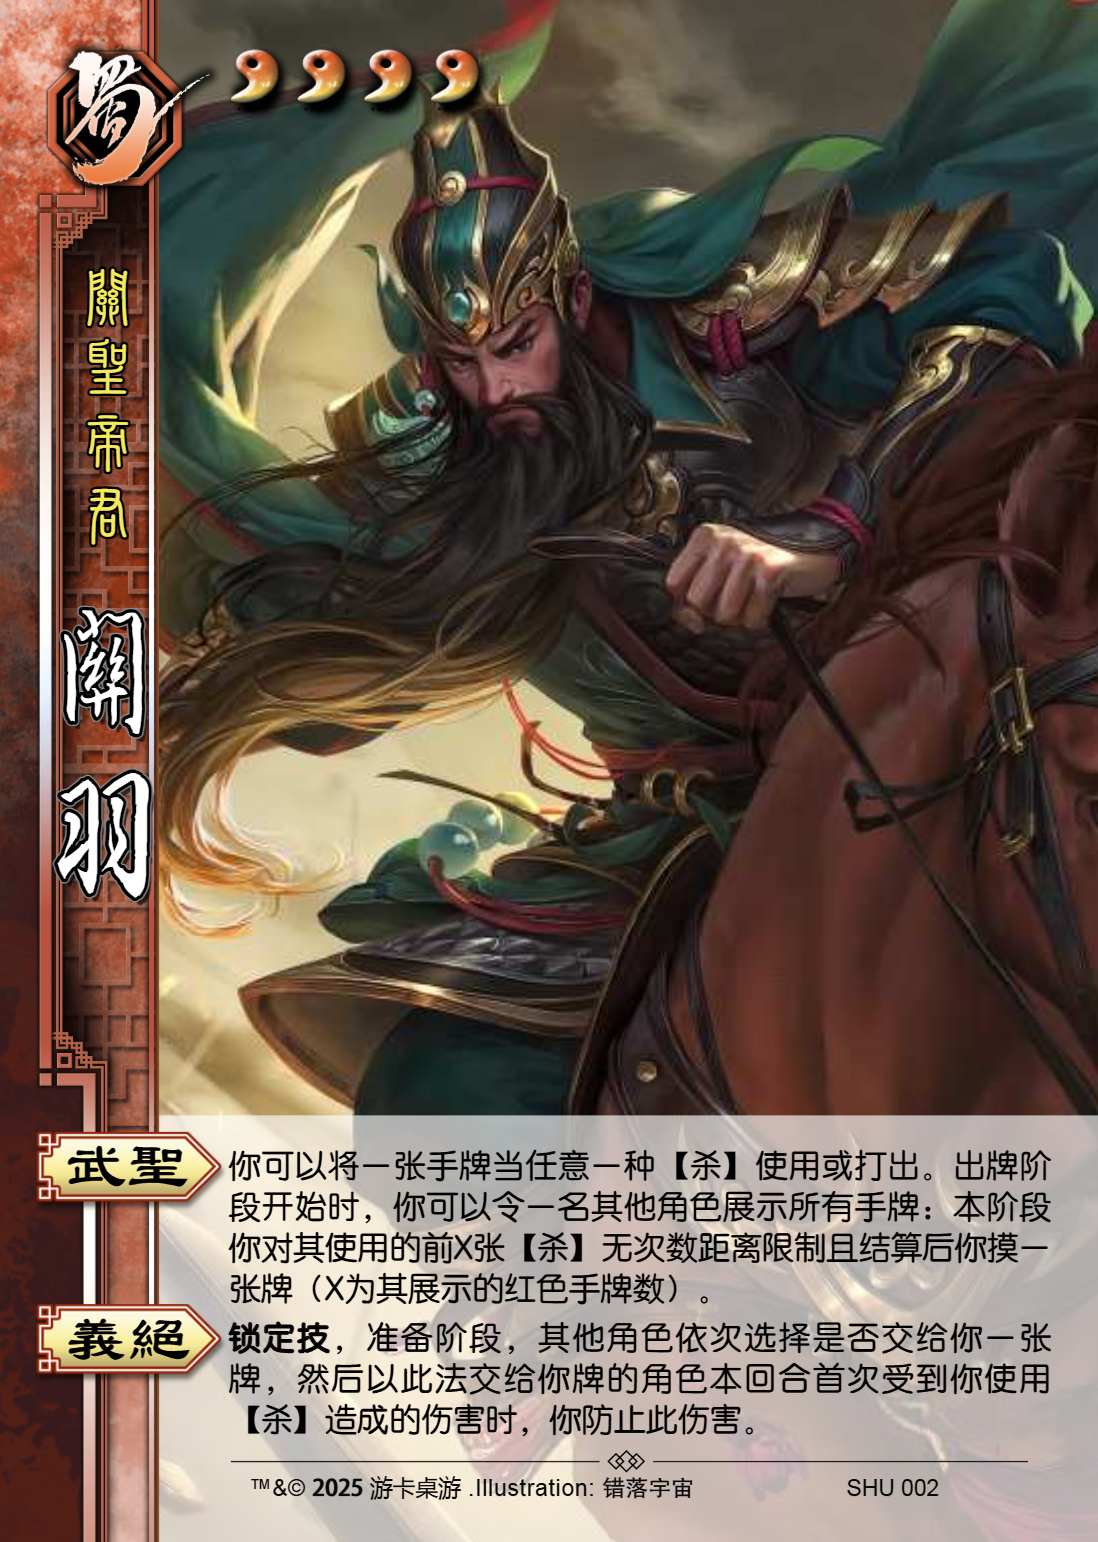 蜀
關聖帝君
關羽
武聖
你可以将一张手牌当任意一种【杀】使用或打出。出牌阶
段开始时，你可以令一名其他角色展示所有手牌：本阶段
你对其使用的前X张【杀】无次数距离限制且结算后你摸一
张牌（X为其展示的红色手牌数）。
義絕
锁定技，准备阶段，其他角色依次选择是否交给你一张
牌，然后以此法交给你牌的角色本回合首次受到你使用
【杀】造成的伤害时，你防止此伤害。
™&© 2025 游卡桌游 .Illustration: 错落宇宙
SHU 002